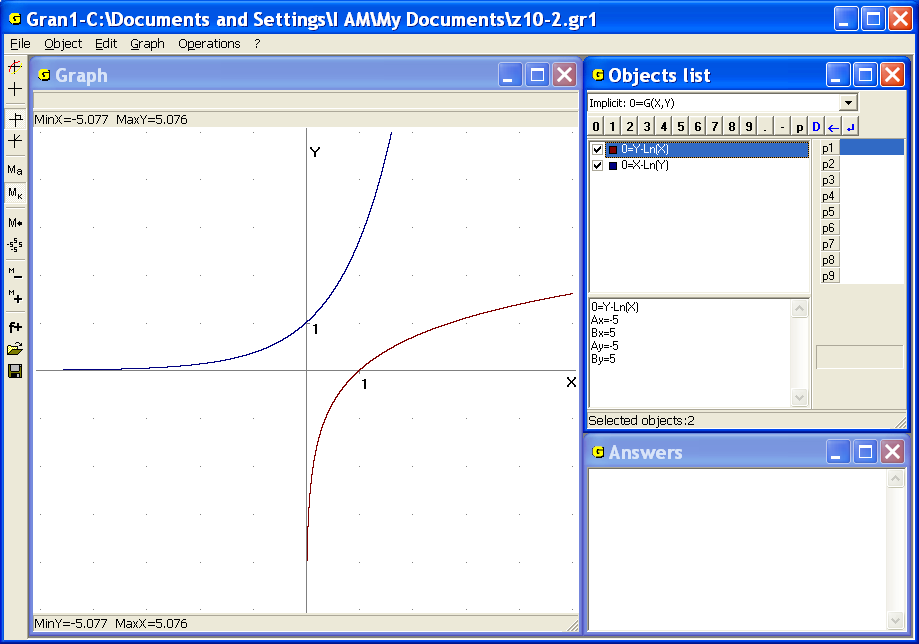 Gran1-C:\Documents and Settings\I AM\My Documents\z10-2.gr1
File Object Edit Graph Operations ?
Graph
MinX=-5.077 MaxY=5.076
Y
1
1
X
MinY=-5.077 MaxX=5.076
Ma
Mк
M
M
M
f+
Objects list
Implicit: 0=G(X,Y)
0 1 2 3 4 5 6 7 8 9 . - p D ← ↲
0=Y-Ln(X)
0=X-Ln(Y)
p1
p2
p3
p4
p5
p6
p7
p8
p9
0=Y-Ln(X)
Ax=-5
Bx=5
Ay=-5
By=5
Selected objects:2
Answers